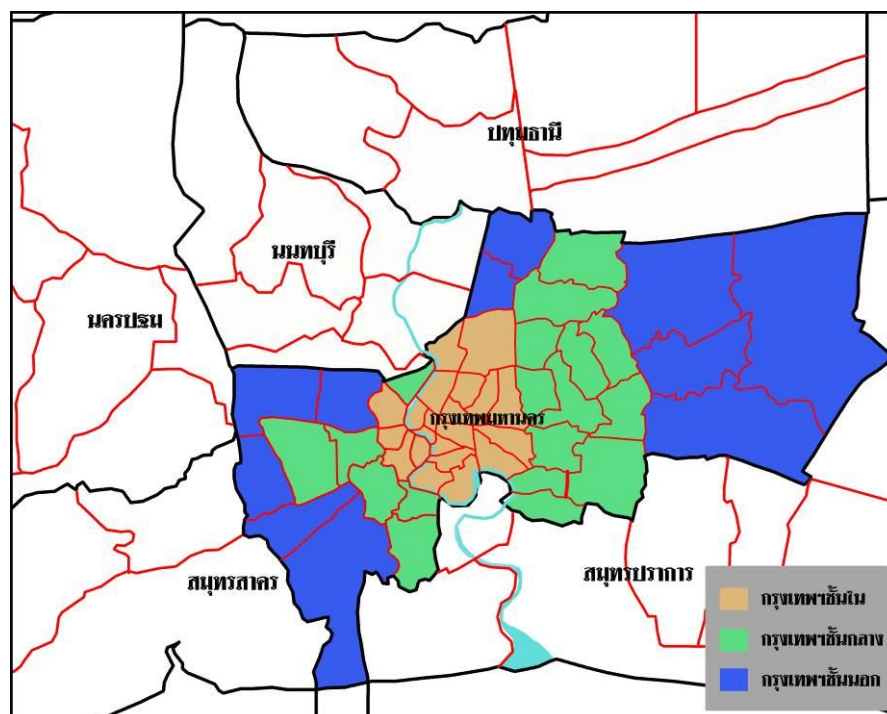 ปทุมธานี
นนทบุรี
นครปฐม
กรุงเทพมหานคร
สมุทรสาคร
สมุทรปราการ
กรุงเทพฯชั้นใน
กรุงเทพฯชั้นกลาง
กรุงเทพฯชั้นนอก